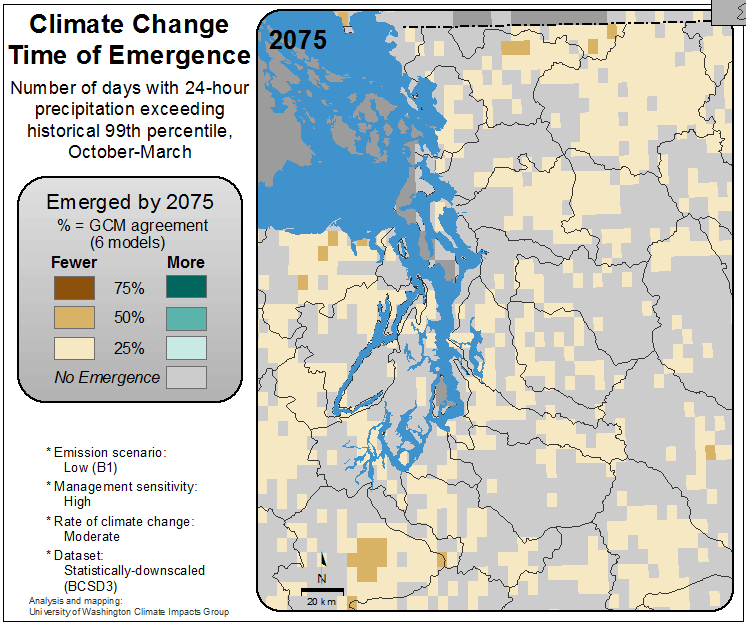 Climate Change
Time of Emergence
Number of days with 24-hour
precipitation exceeding
historical 99th percentile,
October-March
Emerged by 2075
% = GCM agreement
(6 models)
Fewer More
75%
50%
25%
No Emergence
* Emission scenario:
Low (B1)
* Management sensitivity:
High
* Rate of climate change:
Moderate
* Dataset:
Statistically-downscaled
(BCSD3)
Analysis and mapping:
University of Washington Climate Impacts Group
2075
N
20 km